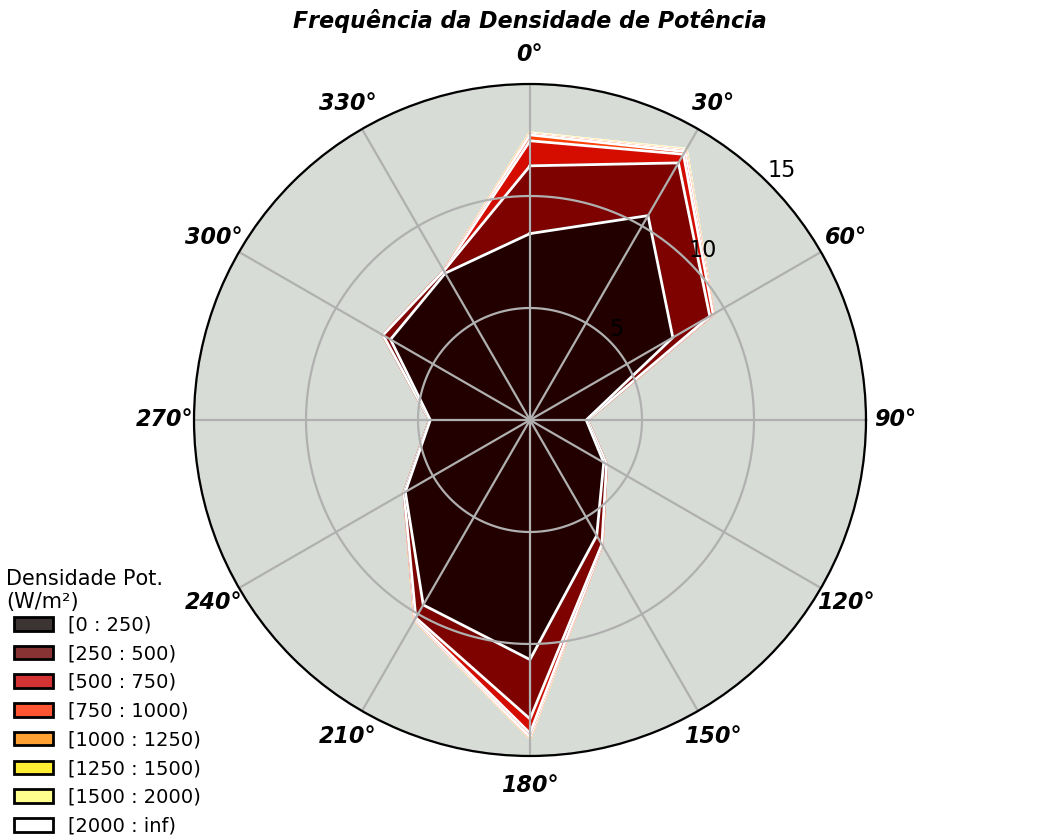 Frequência da Densidade de Potência
0°
330°
30°
15
300°
60°
10
5
270°
90°
Densidade Pot.
(W/m²)
240°
120°
[0 : 250)
[250 : 500)
[500 : 750)
[750 : 1000)
210°
150°
[1000 : 1250)
[1250 : 1500)
180°
[1500 : 2000)
[2000 : inf)